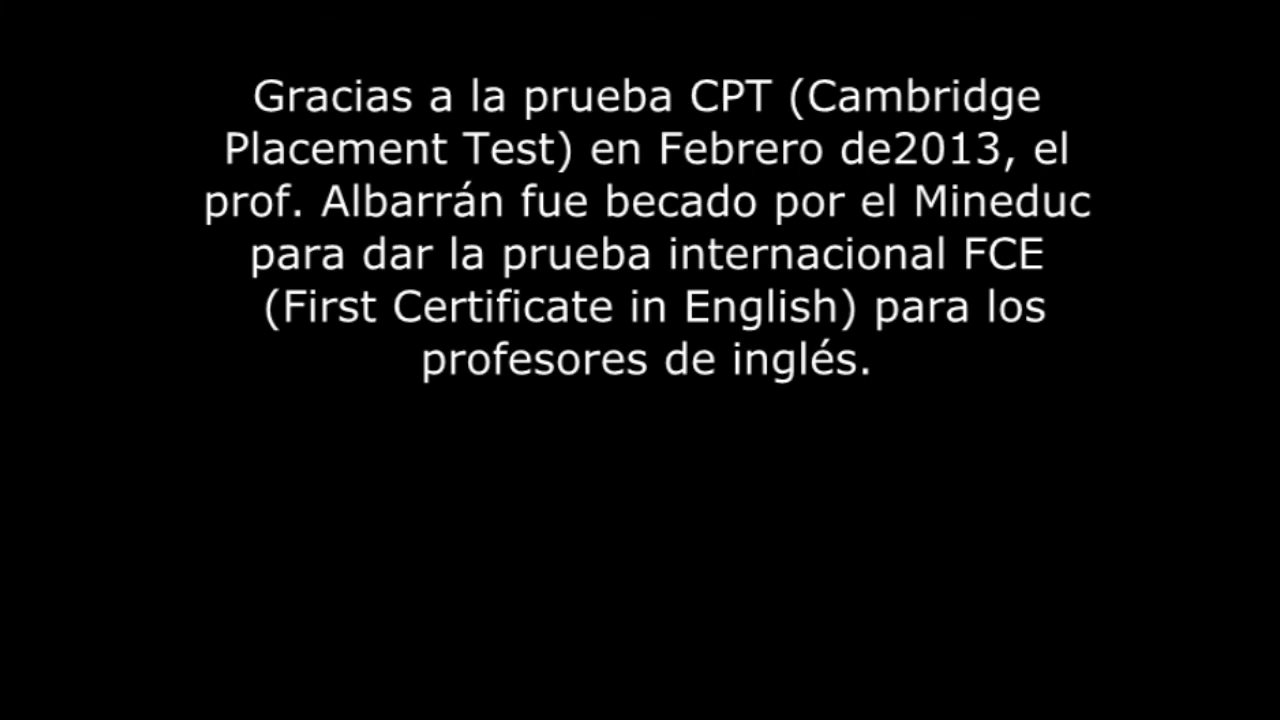 Gracias a la prueba CPT (Cambridge
Placement Test) en Febrero de2013, el
prof. Albarrán fue becado por el Mineduc
para dar la prueba internacional FCE
(First Certificate in English) para los
profesores de inglés.